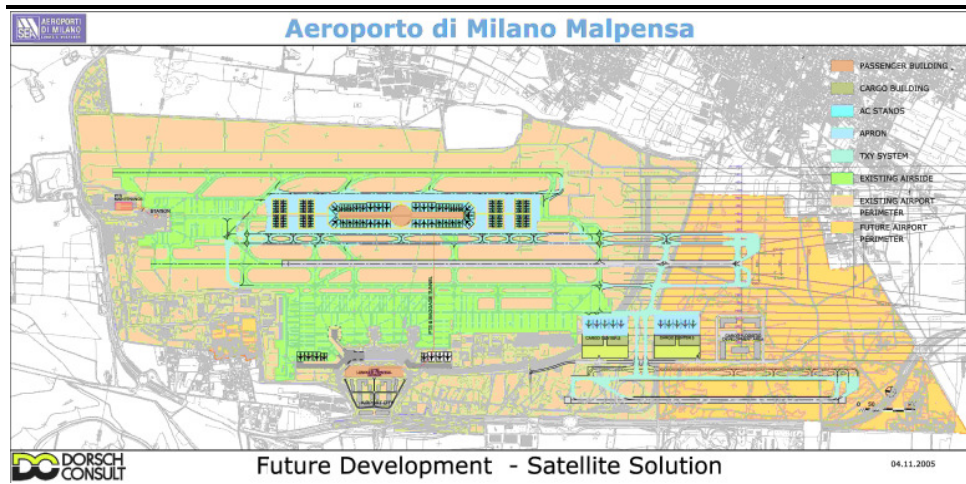 SEA
AEROPORTI
DI MILANO
Aeroporto di Milano Malpensa
PASSENGER BUILDING
CARGO BUILDING
AC STANDS
APRON
TXY SYSTEM
EXISTING AIRSIDE
EXISTING AIRPORT
PERIMETER
FUTURE AIRPORT
PERIMETER
STATION
DORSCH
CONSULT
Future Development - Satellite Solution
04.11.2005